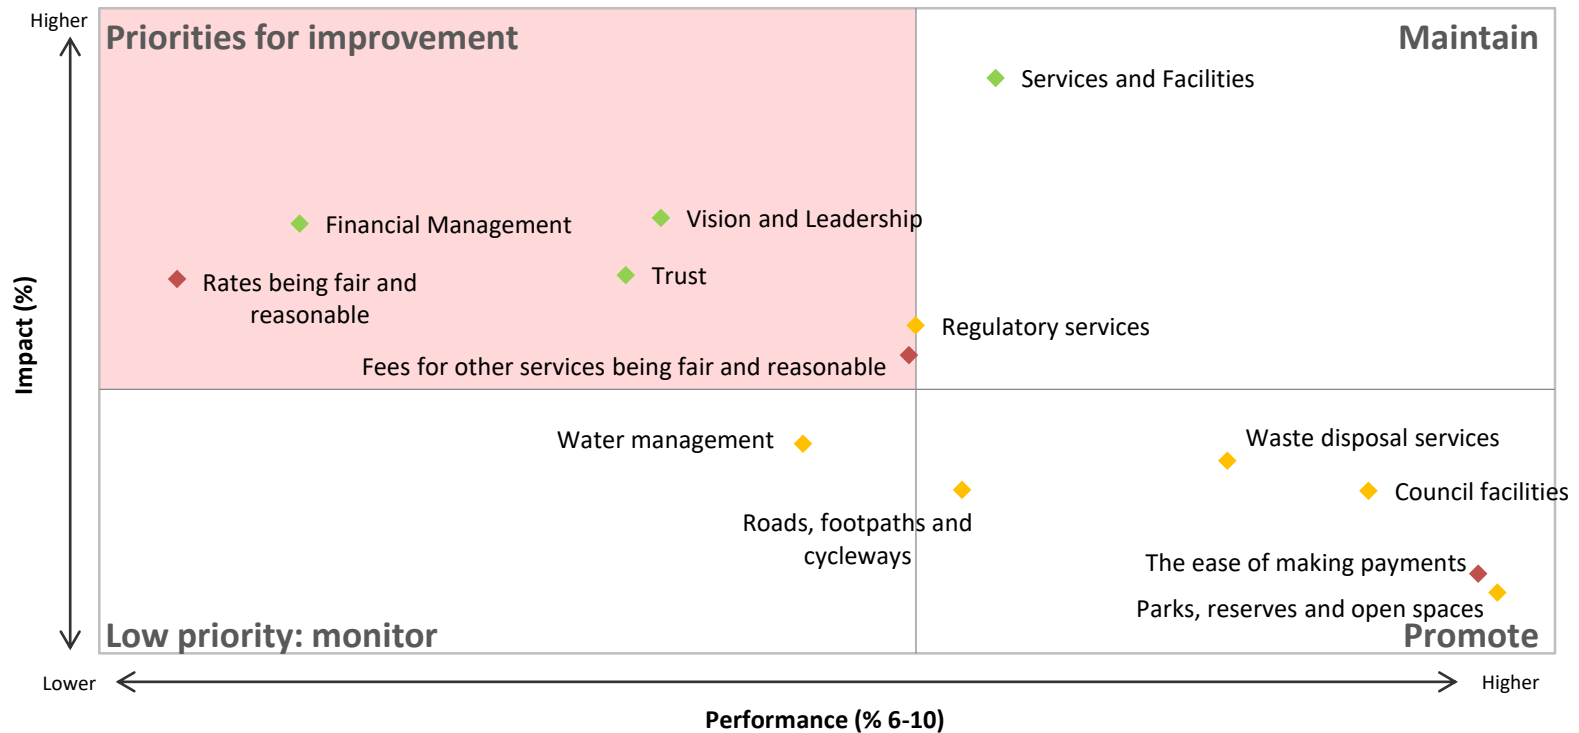 Higher
Priorities for improvement
Maintain
Services and Facilities
Financial Management
Vision and Leadership
Rates being fair and
reasonable
Trust
Regulatory services
Fees for other services being fair and reasonable
Impact (%)
Water management
Waste disposal services
Council facilities
Roads, footpaths and
cycleways
The ease of making payments
Parks, reserves and open spaces
Low priority: monitor
Promote
Lower
Higher
Performance (% 6-10)